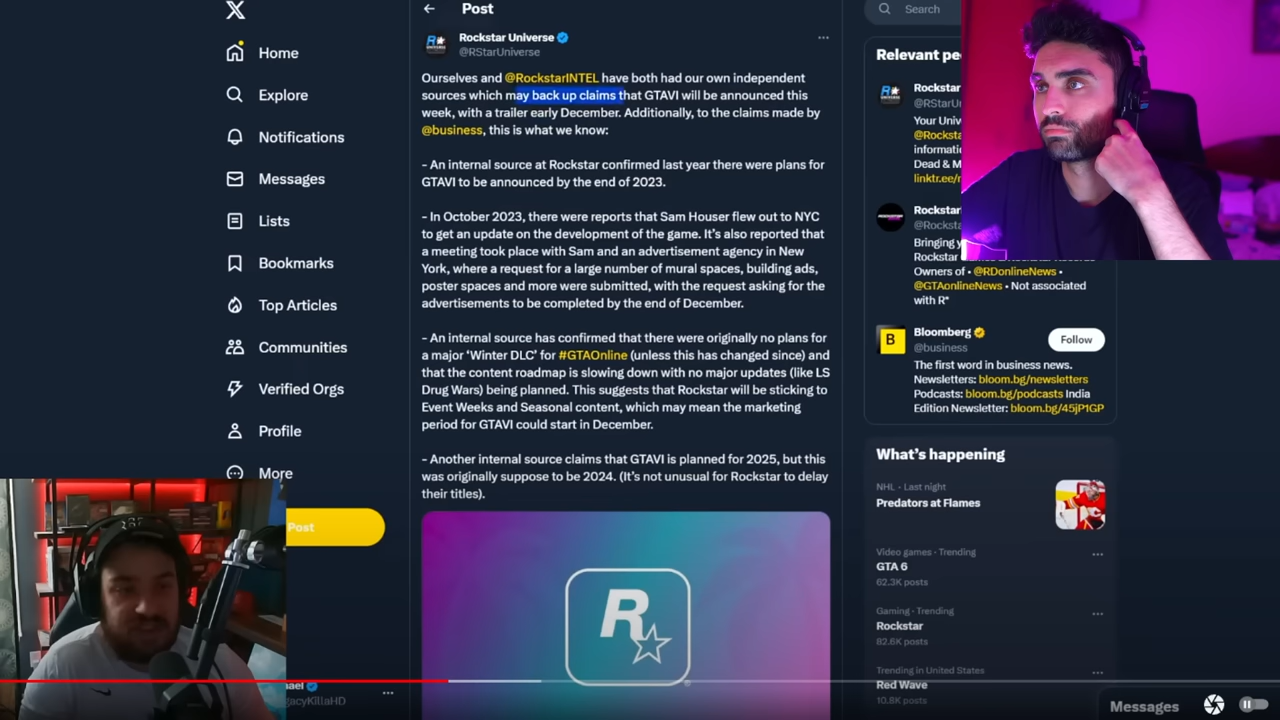 Home
Explore
Notifications
Messages
Lists
Bookmarks
Top Articles
Communities
Verified Orgs
Profile
More
Post
Post
Rockstar Universe
@RStarUniverse
Ourselves and @RockstarINTEL have both had our own independent
sources which may back up claims that GTAVI will be announced this
week, with a trailer early December. Additionally, to the claims made by
@business, this is what we know:
- An internal source at Rockstar confirmed last year there were plans for
GTAVI to be announced by the end of 2023.
- In October 2023, there were reports that Sam Houser flew out to NYC
to get an update on the development of the game. It's also reported that
a meeting took place with Sam and an advertisement agency in New
York, where a request for a large number of mural spaces, building ads,
poster spaces and more were submitted, with the request asking for the
advertisements to be completed by the end of December.
- An internal source has confirmed that there were originally no plans for
a major 'Winter DLC' for #GTAOnline (unless this has changed since) and
that the content roadmap is slowing down with no major updates (like LS
Drug Wars) being planned. This suggests that Rockstar will be sticking to
Event Weeks and Seasonal content, which may mean the marketing
period for GTAVI could start in December.
- Another internal source claims that GTAVI is planned for 2025, but this
was originally suppose to be 2024. (It's not unusual for Rockstar to delay
their titles).
R
Search
Relevant pe
Rockstar
@RStarU
Your Univ
@Rocksta
informati
Dead & M
linktr.ee/r
Rockstar
@Rocksta
Bringing y
Rockstar
Owners of • @RDonlineNews •
@GTAonlineNews • Not associated
with R*
B
Bloomberg
@business
Follow
The first word in business news.
Newsletters: bloom.bg/newsletters
Podcasts: bloom.bg/podcasts India
Edition Newsletter: bloom.bg/45jP1GP
What's happening
NHL · Last night
Predators at Flames
Video games · Trending
GTA 6
62.3K posts
Gaming · Trending
Rockstar
82.6K posts
Trending in United States
Red Wave
10.8K posts
Messages
ael
gacyKillaHD